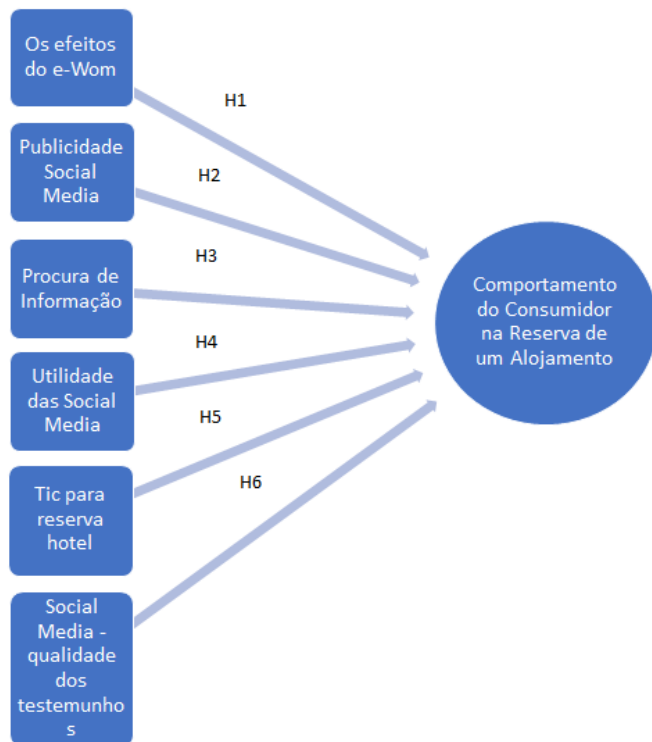 Os efeitos
do e-Wom
H1
Publicidade
Social
Media
H2
Procura de
Informação
H3
Comportamento
do Consumidor
na Reserva de
um Alojamento
Utilidade
das Social
Media
H4
H5
Tic para
reserva
hotel
H6
Social
Media -
qualidade
dos
testemunho
s